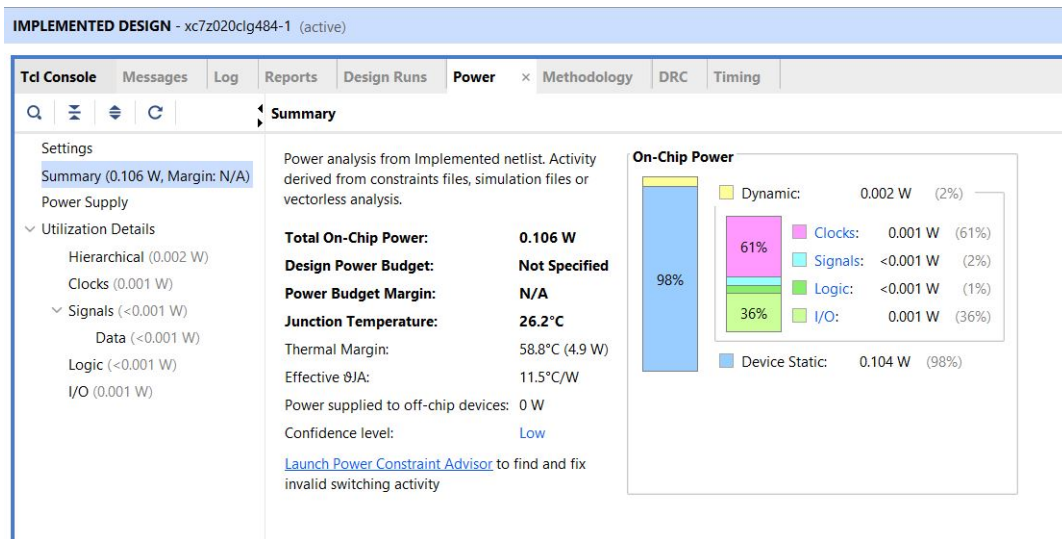 IMPLEMENTED DESIGN - xc7z020clg484-1 (active)
Tcl Console Messages Log Reports Design Runs Power × Methodology DRC Timing
Summary
Settings
Summary (0.106 W, Margin: N/A)
Power Supply
Utilization Details
Hierarchical (0.002 W)
Clocks (0.001 W)
Signals (<0.001 W)
Data (<0.001 W)
Logic (<0.001 W)
I/O (0.001 W)
Power analysis from Implemented netlist. Activity
derived from constraints files, simulation files or
vectorless analysis.
Total On-Chip Power: 0.106 W
Design Power Budget: Not Specified
Power Budget Margin: N/A
Junction Temperature: 26.2°C
Thermal Margin: 58.8°C (4.9 W)
Effective ϑJA: 11.5°C/W
Power supplied to off-chip devices: 0 W
Confidence level: Low
Launch Power Constraint Advisor to find and fix
invalid switching activity
On-Chip Power
98%
Dynamic: 0.002 W (2%)
61%
36%
Clocks: 0.001 W (61%)
Signals: <0.001 W (2%)
Logic: <0.001 W (1%)
I/O: 0.001 W (36%)
Device Static: 0.104 W (98%)